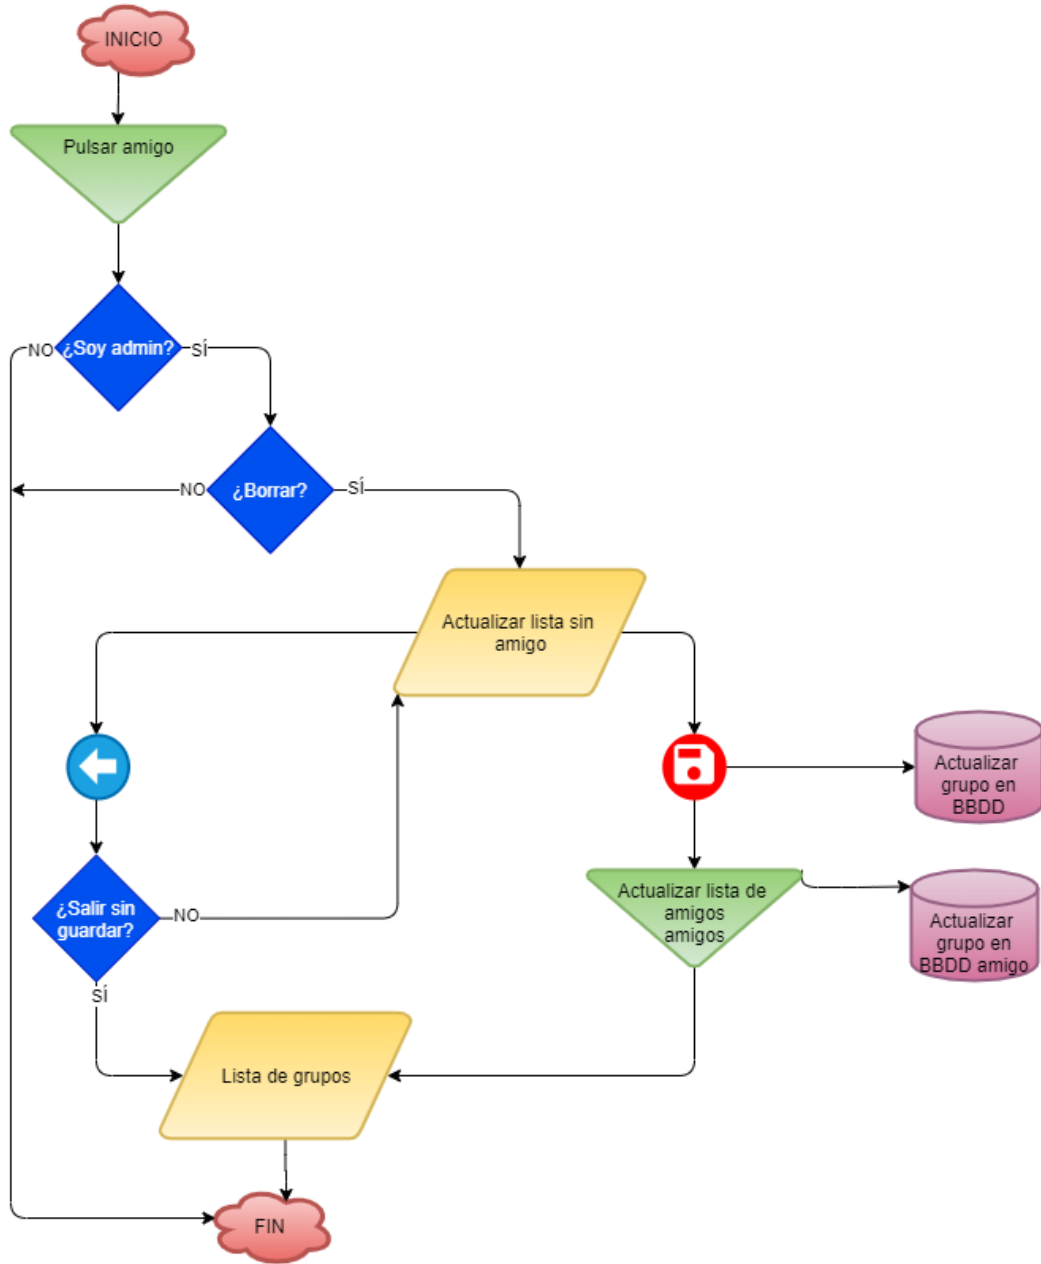 INICIO
Pulsar amigo
NO
¿Soy admin?
SÍ
NO
¿Borrar?
SÍ
Actualizar lista sin
amigo
Actualizar
grupo en
BBDD
¿Salir sin
guardar?
NO
SÍ
Actualizar lista de
amigos
amigos
Actualizar
grupo en
BBDD amigo
Lista de grupos
FIN